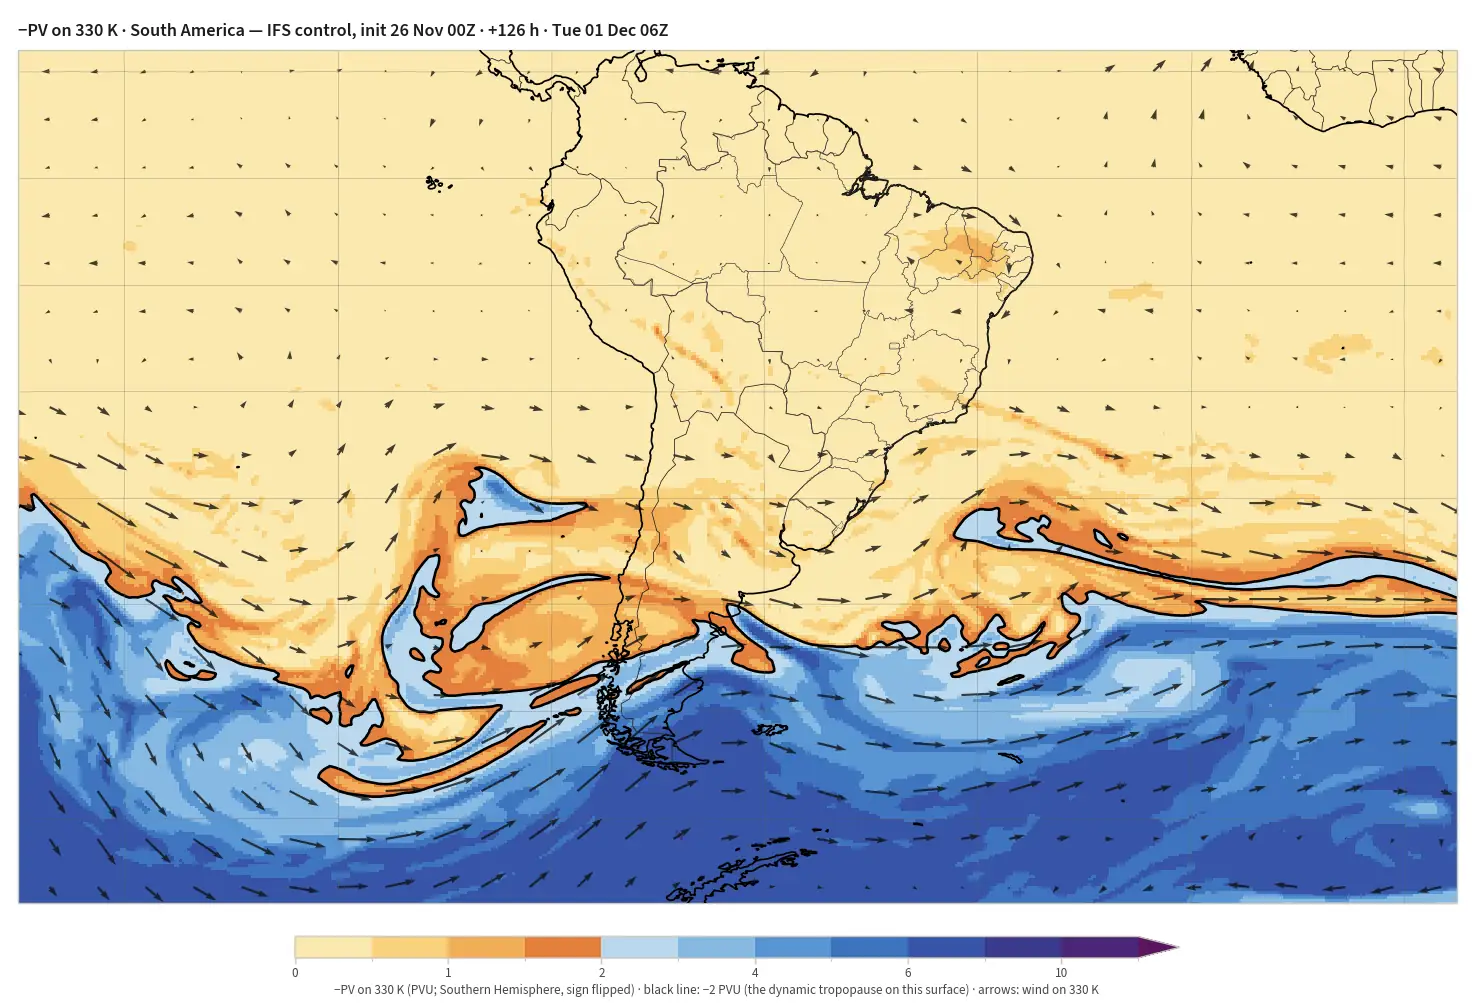 −PV on 330 K · South America — IFS control, init 26 Nov 00Z · +126 h · Tue 01 Dec 06Z
0 1 2 4 6 10
−PV on 330 K (PVU; Southern Hemisphere, sign flipped) · black line: −2 PVU (the dynamic tropopause on this surface) · arrows: wind on 330 K